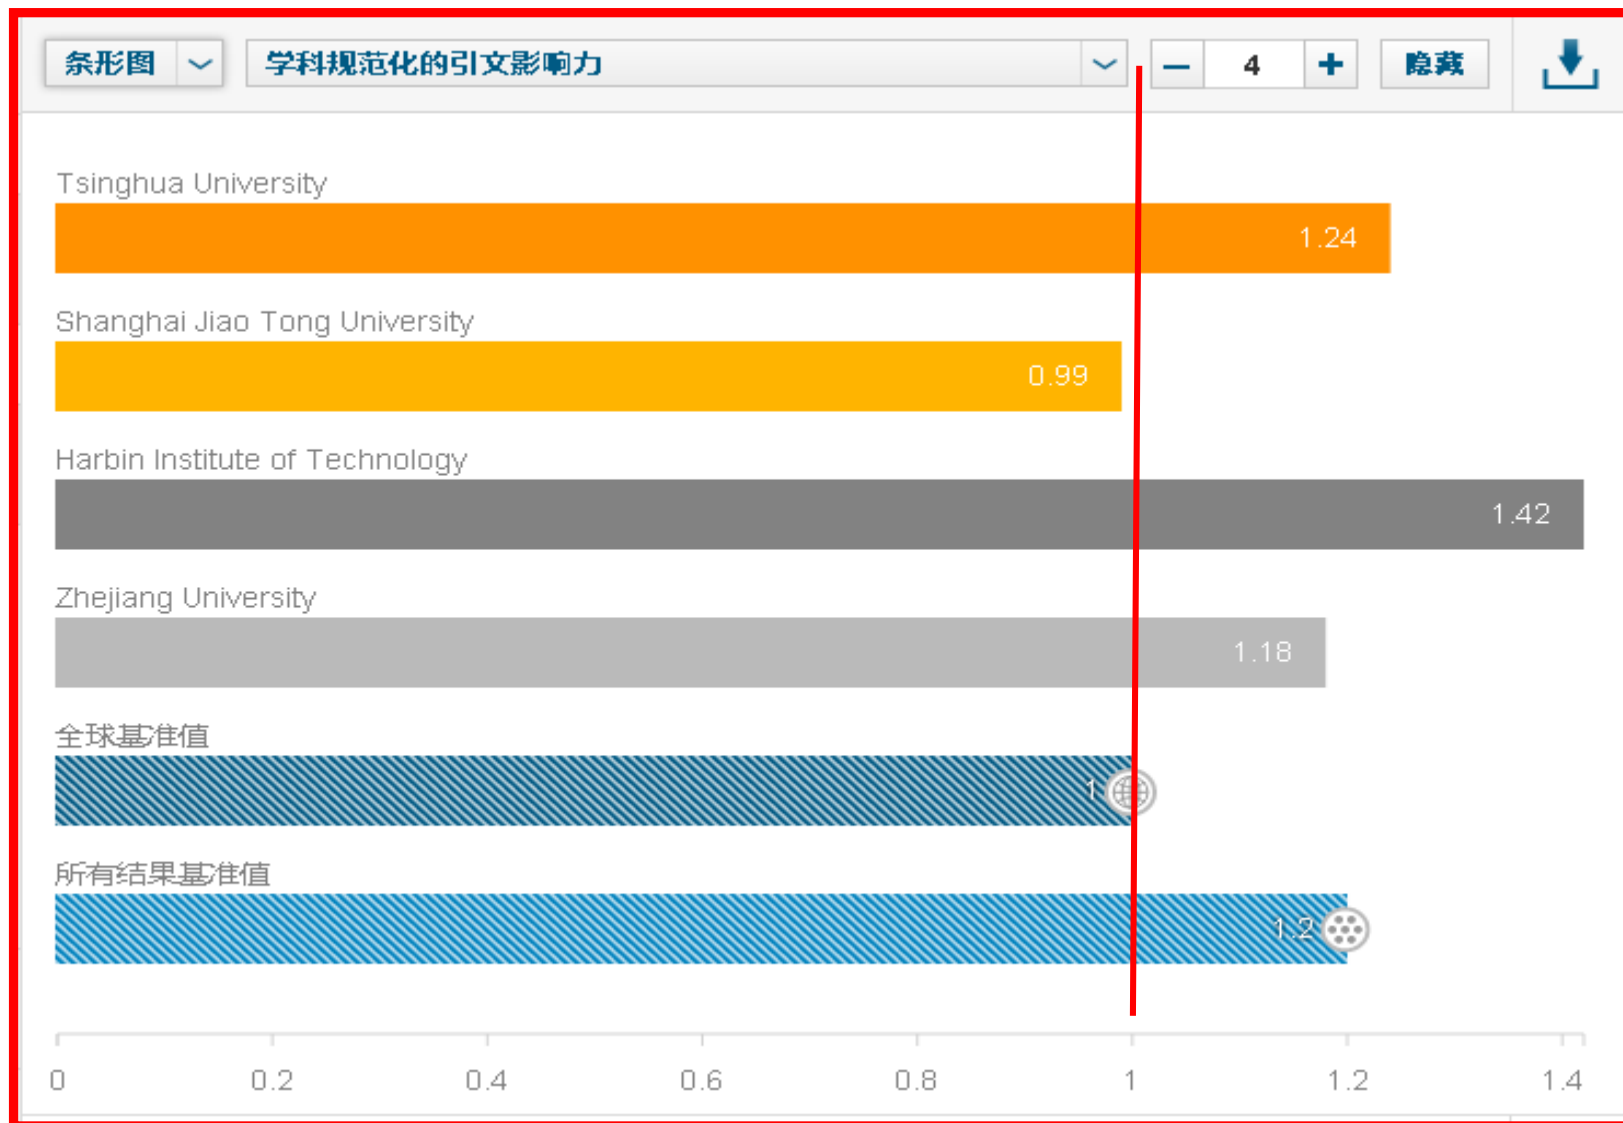 条形图 学科规范化的引文影响力 4 隐藏
Tsinghua University
1.24
Shanghai Jiao Tong University
0.99
Harbin Institute of Technology
1.42
Zhejiang University
1.18
全球基准值
1
所有结果基准值
1.2
0 0.2 0.4 0.6 0.8 1 1.2 1.4